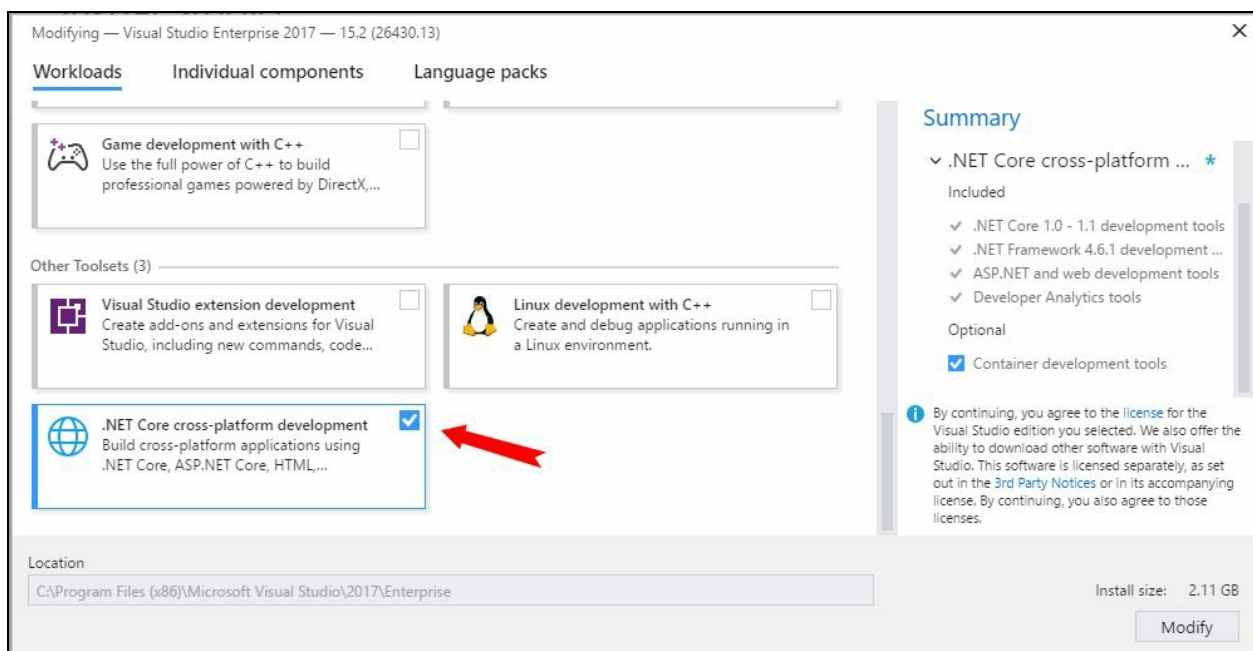 Modifying — Visual Studio Enterprise 2017 — 15.2 (26430.13)
Workloads
Individual components
Language packs
Game development with C++
Use the full power of C++ to build
professional games powered by DirectX,...
Other Toolsets (3)
Visual Studio extension development
Create add-ons and extensions for Visual
Studio, including new commands, code...
Linux development with C++
Create and debug applications running in
a Linux environment.
.NET Core cross-platform development
Build cross-platform applications using
.NET Core, ASP.NET Core, HTML,...
Summary
.NET Core cross-platform ... *
Included
.NET Core 1.0 - 1.1 development tools
.NET Framework 4.6.1 development ...
ASP.NET and web development tools
Developer Analytics tools
Optional
Container development tools
By continuing, you agree to the license for the
Visual Studio edition you selected. We also offer the
ability to download other software with Visual
Studio. This software is licensed separately, as set
out in the 3rd Party Notices or in its accompanying
license. By continuing, you also agree to those
licenses.
Location
C:\Program Files (x86)\Microsoft Visual Studio\2017\Enterprise
Install size: 2.11 GB
Modify